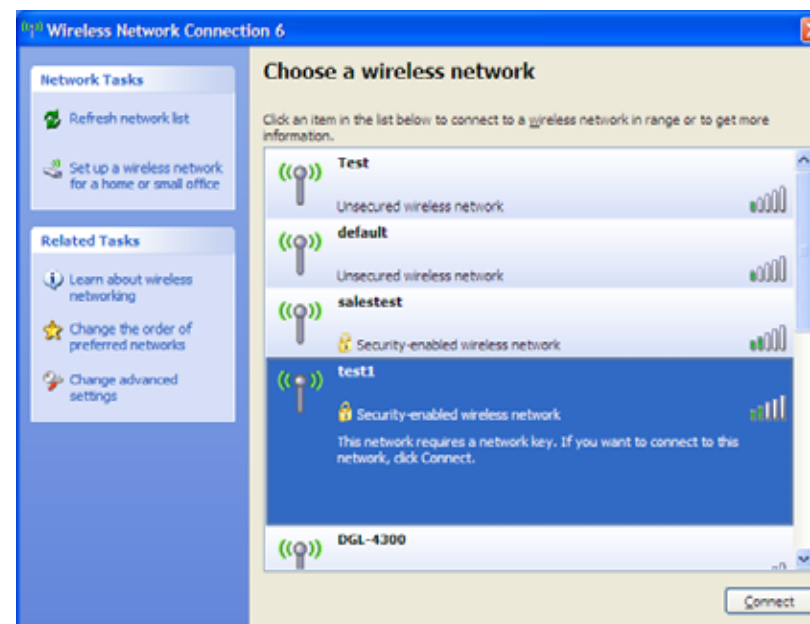 Wireless Network Connection 6
Network Tasks
Refresh network list
Set up a wireless network
for a home or small office
Related Tasks
Learn about wireless
networking
Change the order of
preferred networks
Change advanced
settings
Choose a wireless network
Click an item in the list below to connect to a wireless network in range or to get more
information.
Test
Unsecured wireless network
default
Unsecured wireless network
salestest
Security-enabled wireless network
test1
Security-enabled wireless network
This network requires a network key. If you want to connect to this
network, click Connect.
DGL-4300
Connect